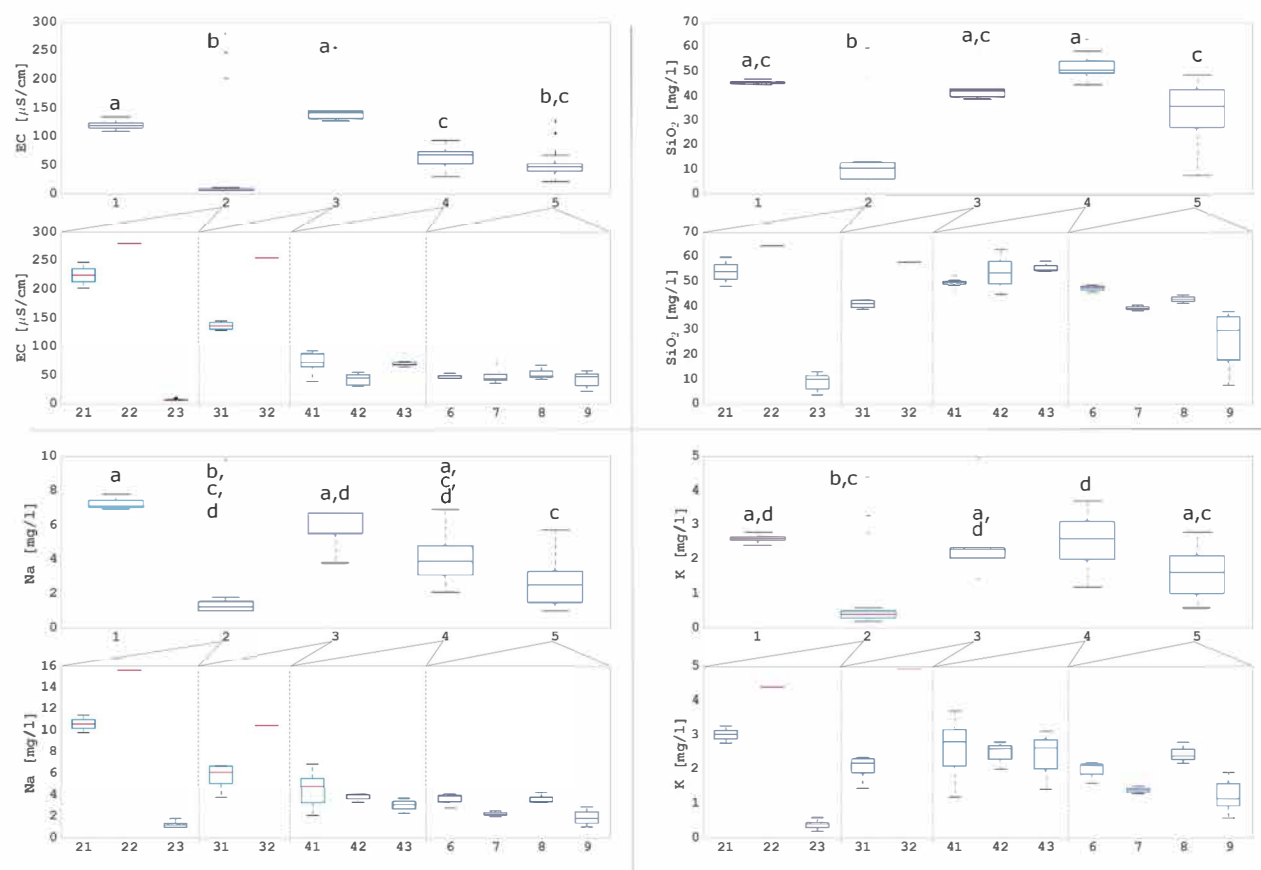 EC [µS/cm]
300
250
200
150
100
50
0
a
b
a
c
b,c
1 2 3 4 5
EC [µS/cm]
300
250
200
150
100
50
0
21 22 23 31 32 41 42 43 6 7 8 9
SiO₂ [mg/l]
70
60
50
40
30
20
10
0
a,c
b
a,c
a
c
1 2 3 4 5
SiO₂ [mg/l]
70
60
50
40
30
20
10
0
21 22 23 31 32 41 42 43 6 7 8 9
Na [mg/l]
10
8
6
4
2
0
a
b,
c,
d
a,d
a,
c,
d
c
1 2 3 4 5
Na [mg/l]
16
14
12
10
8
6
4
2
0
21 22 23 31 32 41 42 43 6 7 8 9
K [mg/l]
5
4
3
2
1
0
a,d
b,c
a,
d
d
a,c
1 2 3 4 5
K [mg/l]
5
4
3
2
1
0
21 22 23 31 32 41 42 43 6 7 8 9